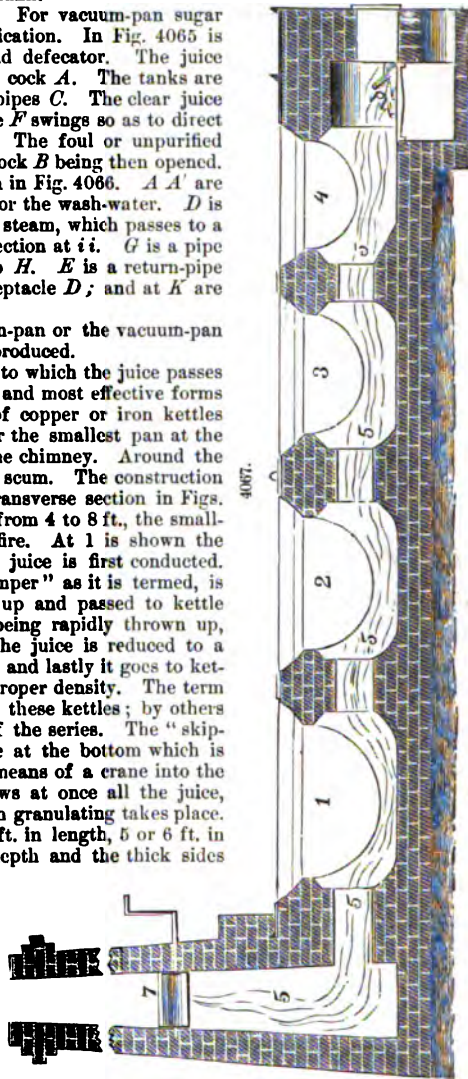 For vacuum-pan sugar
ication. In Fig. 4065 is
d defecator. The juice
cock A. The tanks are
pipes C. The clear juice
e F swings so as to direct
The foul or unpurified
ock B being then opened.
n in Fig. 4066. A A' are
or the wash-water. D is
steam, which passes to a
ection at i i. G is a pipe
o H. E is a return-pipe
eptacle D; and at K are
n-pan or the vacuum-pan
produced.
to which the juice passes
and most effective forms
of copper or iron kettles
r the smallest pan at the
ne chimney. Around the
scum. The construction
ransverse section in Figs.
from 4 to 8 ft., the small-
fire. At 1 is shown the
juice is first conducted.
mper" as it is termed, is
up and passed to kettle
being rapidly thrown up,
he juice is reduced to a
and lastly it goes to ket-
roper density. The term
these kettles; by others
f the series. The "skip-
e at the bottom which is
means of a crane into the
ws at once all the juice,
n granulating takes place.
ft. in length, 5 or 6 ft. in
epth and the thick sides
4067.
4
3
2
1
5
5
5
5
5
7